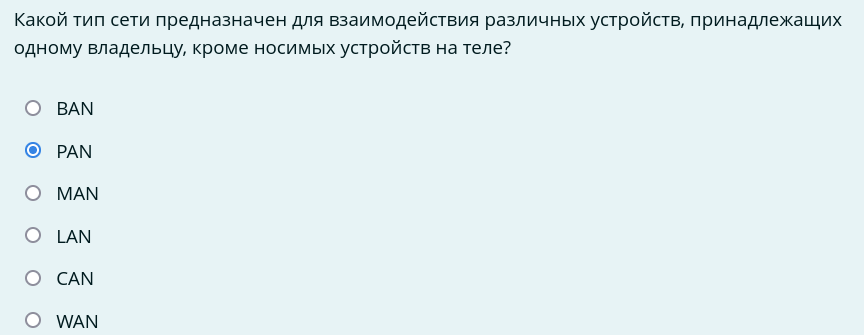 Какой тип сети предназначен для взаимодействия различных устройств, принадлежащих
одному владельцу, кроме носимых устройств на теле?
BAN
PAN
MAN
LAN
CAN
WAN